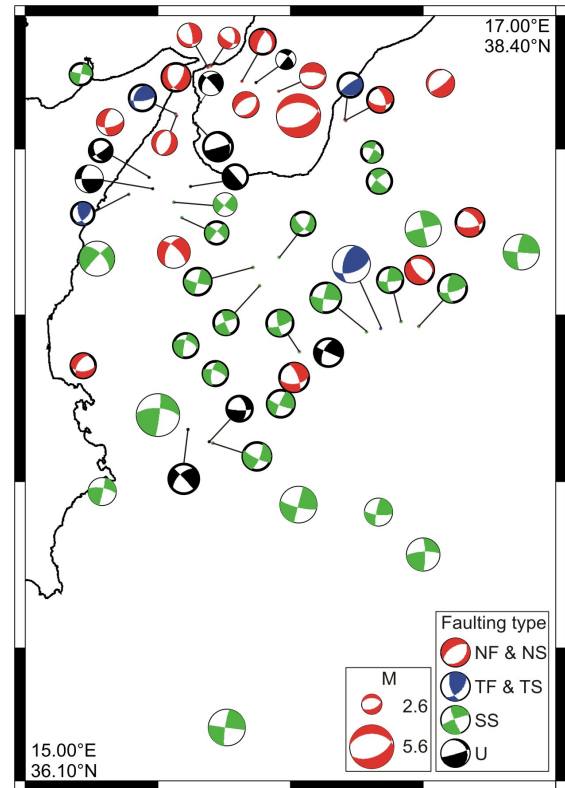 17.00°E
38.40°N
Faulting type
NF & NS
TF & TS
SS
U
M
2.6
5.6
15.00°E
36.10°N